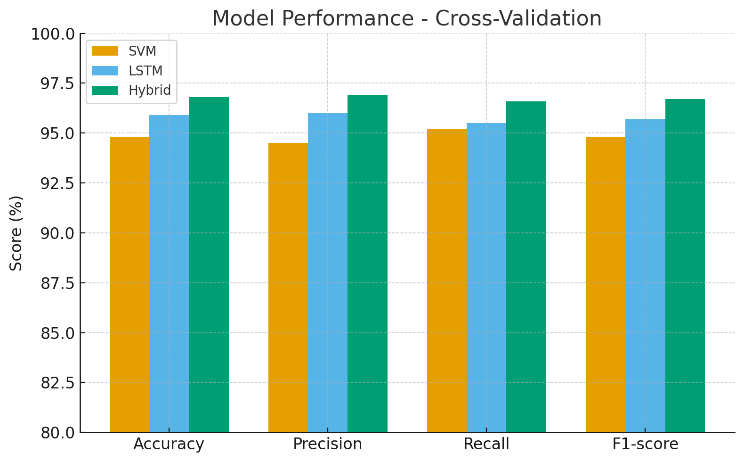 Model Performance - Cross-Validation
100.0
97.5
95.0
92.5
90.0
87.5
85.0
82.5
80.0
Score (%)
SVM
LSTM
Hybrid
Accuracy
Precision
Recall
F1-score